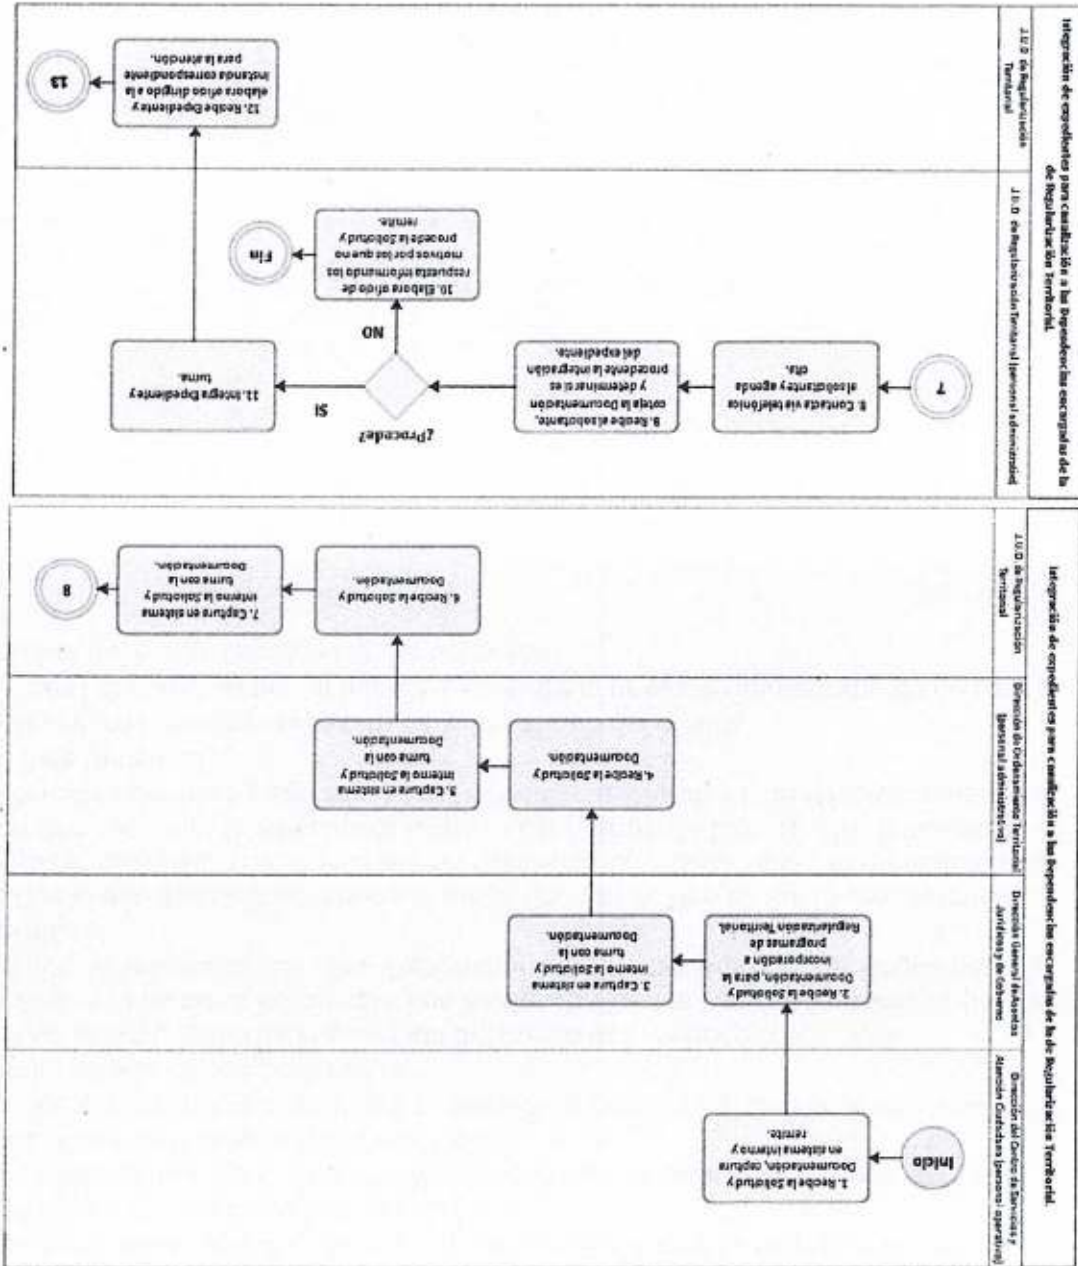 Integración de expedientes para canalización a las Dependencias encargadas de la de Regularización Territorial.
Dirección del Centro de Servicios y
Atención Ciudadana (personal operativo)
Inicio
1. Recibe la Solicitud y
Documentación, captura
en sistema interno y
remite.
Dirección General de Asuntos
Jurídicos y de Gobierno
2. Recibe la Solicitud y
Documentación, para la
incorporación a
programas de
Regularización Territorial.
3. Captura en sistema
interno la Solicitud y
turna con la
Documentación.
Dirección de Ordenamiento Territorial
(personal administrativo)
4. Recibe la Solicitud y
Documentación.
5. Captura en sistema
interno la Solicitud y
turna con la
Documentación.
J.U.D. de Regularización
Territorial
6. Recibe la Solicitud y
Documentación.
7. Captura en sistema
interno la Solicitud y
turna con la
Documentación.
8
Integración de expedientes para canalización a las Dependencias encargadas de la
de Regularización Territorial.
J.U.D de Regularización Territorial (personal administrativo)
7
8. Contacta vía telefónica
al solicitante y agenda
cita.
9. Recibe al solicitante,
coteja la Documentación
y determinar si es
procedente la integración
del expediente.
¿Procede?
SI
NO
10. Elabora oficio de
respuesta informando los
motivos por los que no
procede la Solicitud y
remite.
Fin
11. Integra Expediente y
turna.
J.U.D de Regularización
Territorial
12. Recibe Expediente y
elabora oficio dirigido a la
instancia correspondiente
para la atención.
13